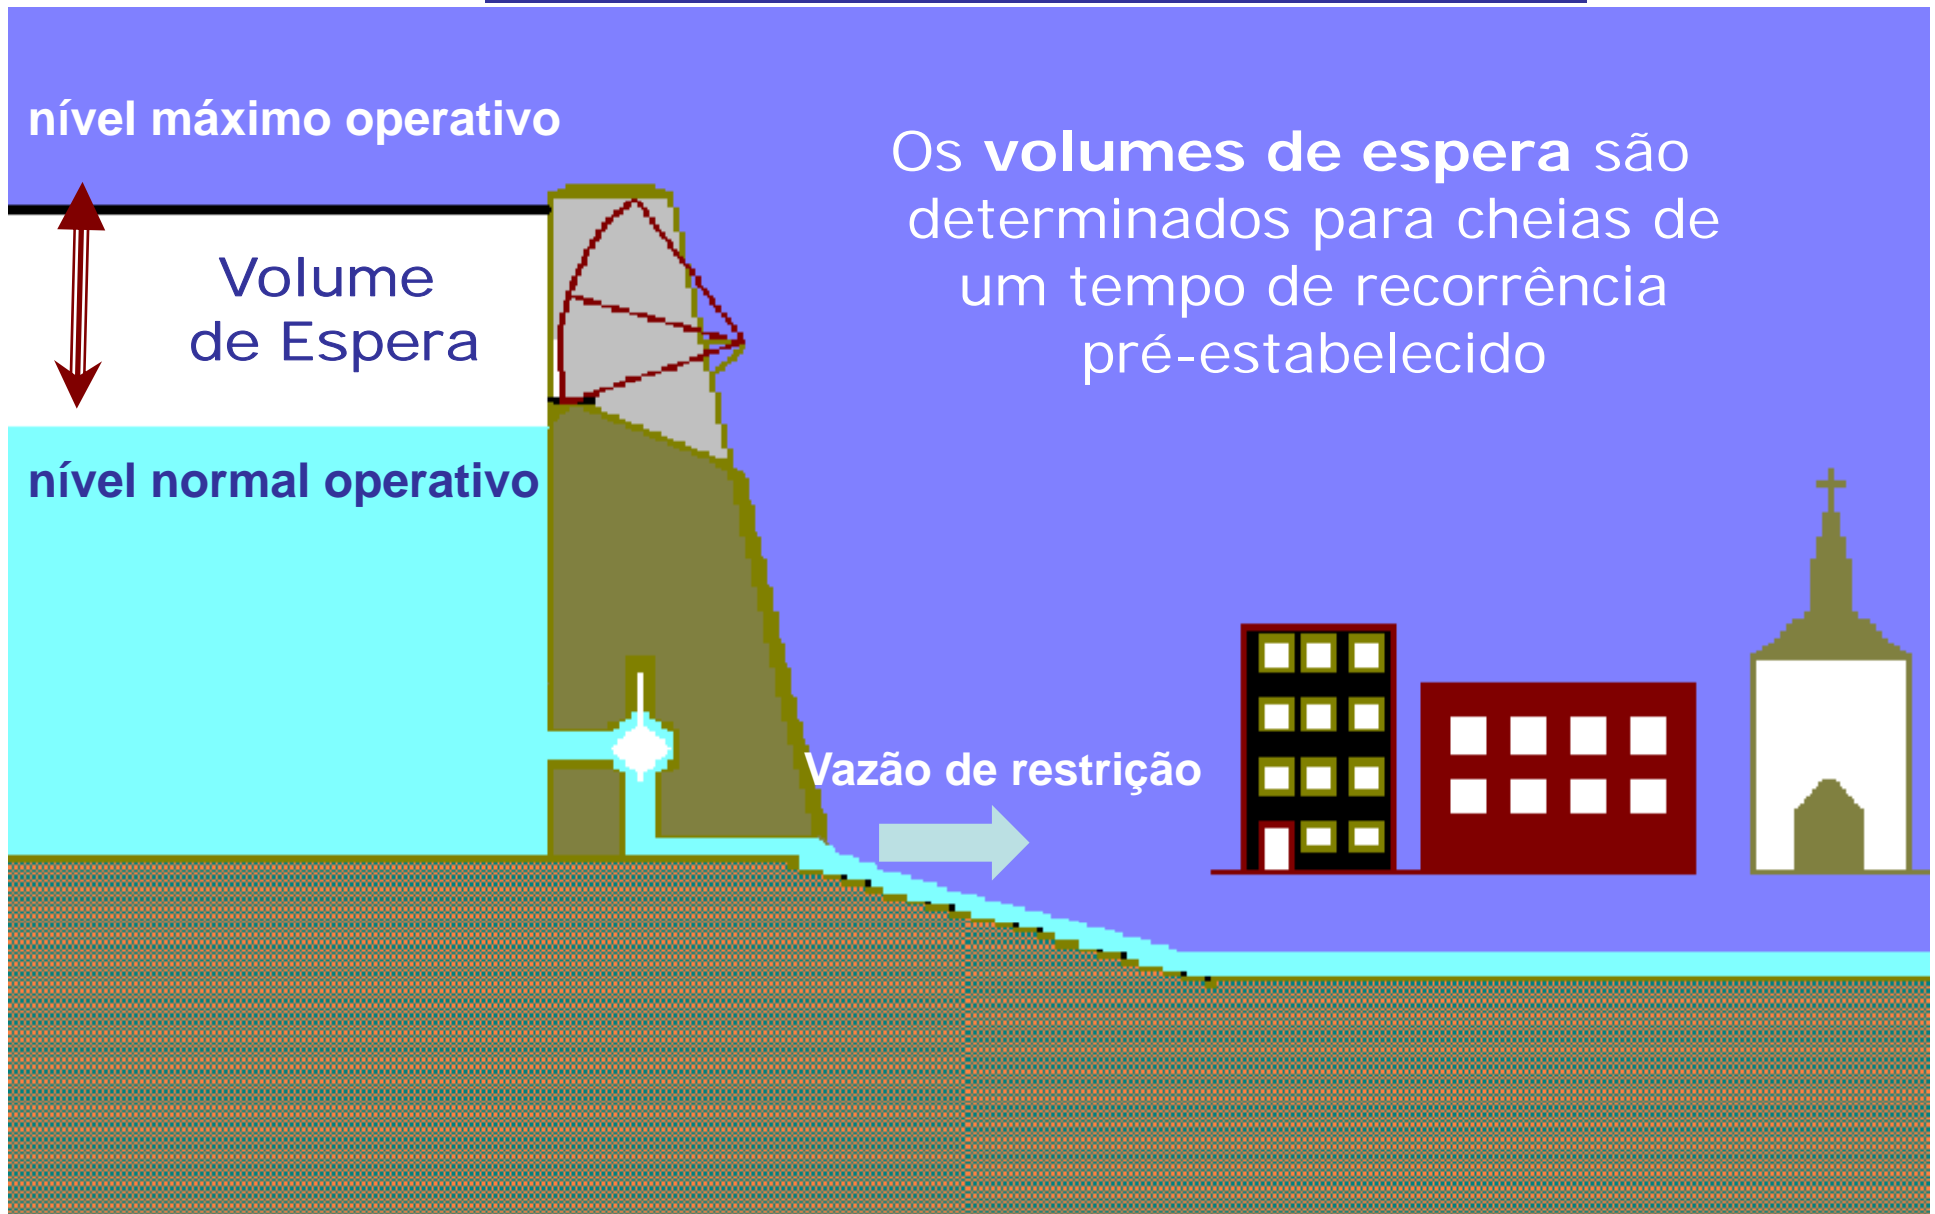 nível máximo operativo
Os volumes de espera são
determinados para cheias de
um tempo de recorrência
pré-estabelecido
Volume
de Espera
nível normal operativo
Vazão de restrição